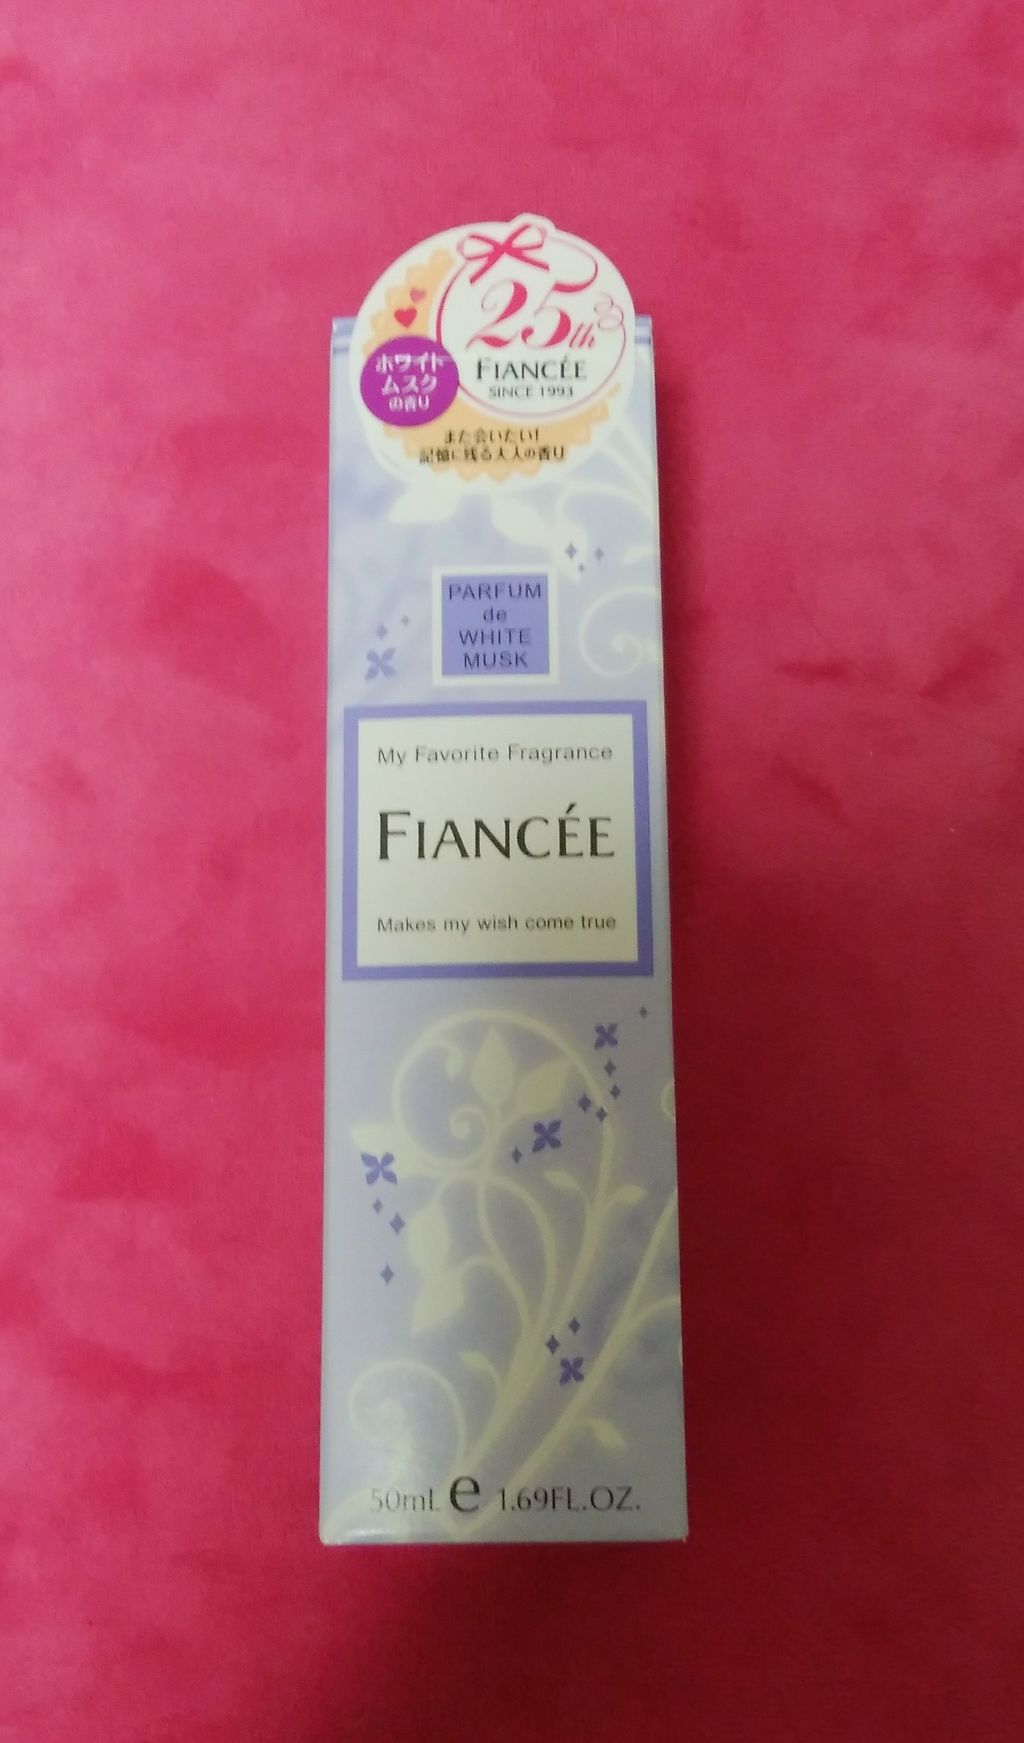 25th
FIANCÉE
SINCE 1993
ホワイト
ムスク
の香り
また会いたい!
記憶に残る大人の香り
PARFUM
de
WHITE
MUSK
My Favorite Fragrance
FIANCÉE
Makes my wish come true
50mL e 1.69FL.OZ.